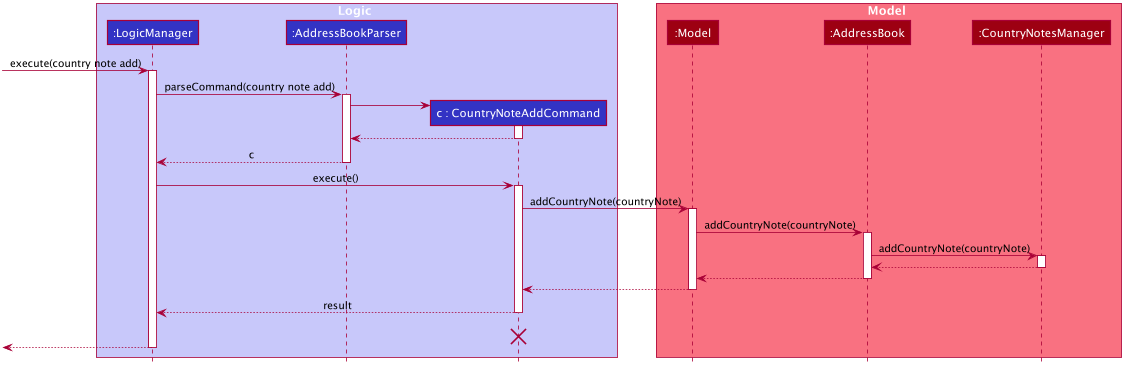 Logic
Model
:LogicManager
:AddressBookParser
:Model
:AddressBook
:CountryNotesManager
execute(country note add)
parseCommand(country note add)
c : CountryNoteAddCommand
c
execute()
addCountryNote(countryNote)
addCountryNote(countryNote)
addCountryNote(countryNote)
result